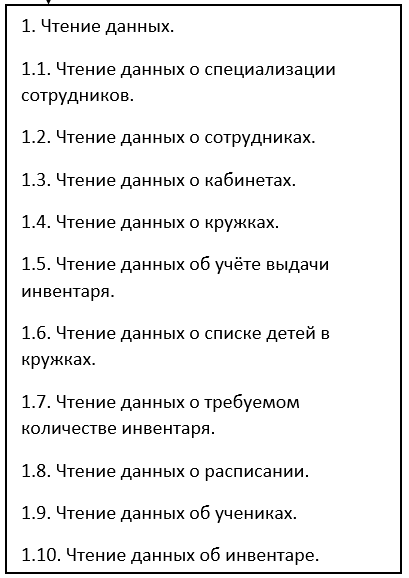 1. Чтение данных.
1.1. Чтение данных о специализации
сотрудников.
1.2. Чтение данных о сотрудниках.
1.3. Чтение данных о кабинетах.
1.4. Чтение данных о кружках.
1.5. Чтение данных об учёте выдачи
инвентаря.
1.6. Чтение данных о списке детей в
кружках.
1.7. Чтение данных о требуемом
количестве инвентаря.
1.8. Чтение данных о расписании.
1.9. Чтение данных об учениках.
1.10. Чтение данных об инвентаре.